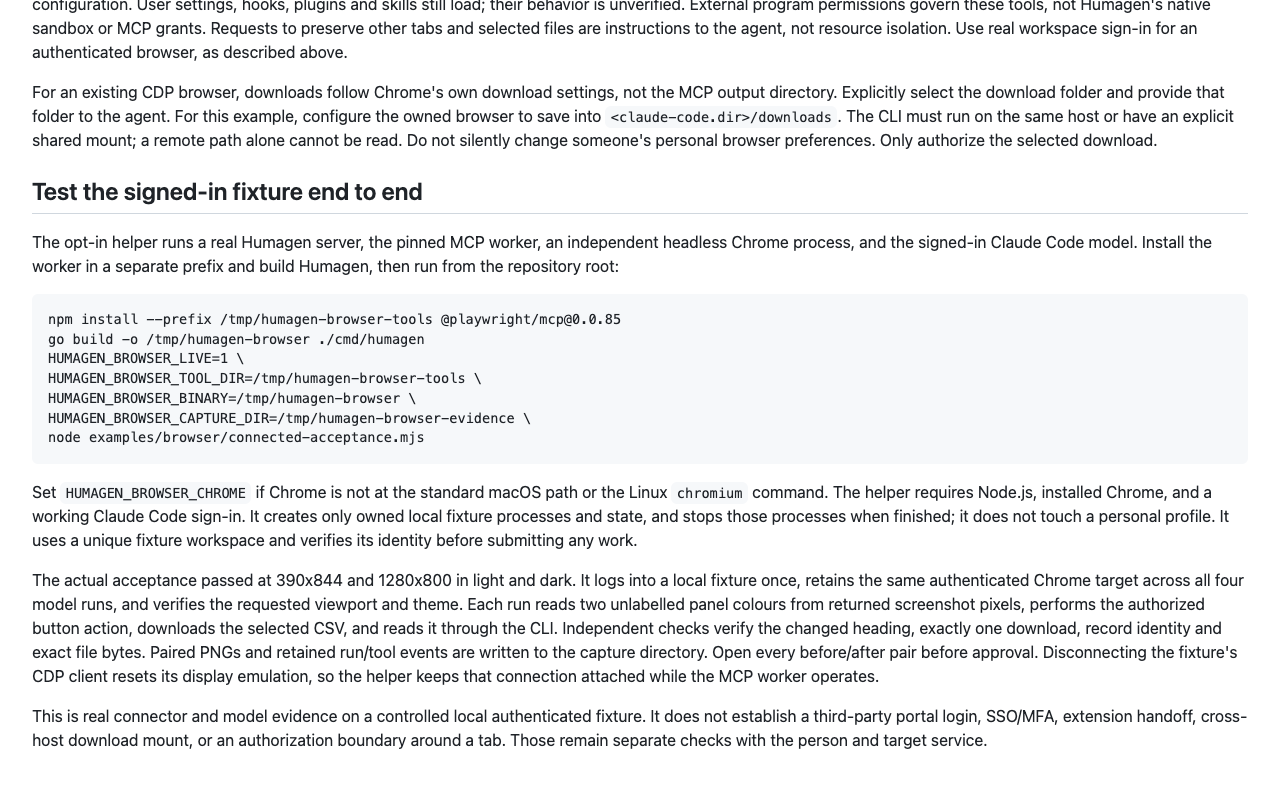 configuration. User settings, hooks, plugins and skills still load; their behavior is unverified. External program permissions govern these tools, not Humagen's native
sandbox or MCP grants. Requests to preserve other tabs and selected files are instructions to the agent, not resource isolation. Use real workspace sign-in for an
authenticated browser, as described above.
For an existing CDP browser, downloads follow Chrome's own download settings, not the MCP output directory. Explicitly select the download folder and provide that
folder to the agent. For this example, configure the owned browser to save into <claude-code.dir>/downloads . The CLI must run on the same host or have an explicit
shared mount; a remote path alone cannot be read. Do not silently change someone's personal browser preferences. Only authorize the selected download.
Test the signed-in fixture end to end
The opt-in helper runs a real Humagen server, the pinned MCP worker, an independent headless Chrome process, and the signed-in Claude Code model. Install the
worker in a separate prefix and build Humagen, then run from the repository root:
npm install --prefix /tmp/humagen-browser-tools @playwright/mcp@0.0.85
go build -o /tmp/humagen-browser ./cmd/humagen
HUMAGEN_BROWSER_LIVE=1 \
HUMAGEN_BROWSER_TOOL_DIR=/tmp/humagen-browser-tools \
HUMAGEN_BROWSER_BINARY=/tmp/humagen-browser \
HUMAGEN_BROWSER_CAPTURE_DIR=/tmp/humagen-browser-evidence \
node examples/browser/connected-acceptance.mjs
Set HUMAGEN_BROWSER_CHROME if Chrome is not at the standard macOS path or the Linux chromium command. The helper requires Node.js, installed Chrome, and a
working Claude Code sign-in. It creates only owned local fixture processes and state, and stops those processes when finished; it does not touch a personal profile. It
uses a unique fixture workspace and verifies its identity before submitting any work.
The actual acceptance passed at 390x844 and 1280x800 in light and dark. It logs into a local fixture once, retains the same authenticated Chrome target across all four
model runs, and verifies the requested viewport and theme. Each run reads two unlabelled panel colours from returned screenshot pixels, performs the authorized
button action, downloads the selected CSV, and reads it through the CLI. Independent checks verify the changed heading, exactly one download, record identity and
exact file bytes. Paired PNGs and retained run/tool events are written to the capture directory. Open every before/after pair before approval. Disconnecting the fixture's
CDP client resets its display emulation, so the helper keeps that connection attached while the MCP worker operates.
This is real connector and model evidence on a controlled local authenticated fixture. It does not establish a third-party portal login, SSO/MFA, extension handoff, cross-
host download mount, or an authorization boundary around a tab. Those remain separate checks with the person and target service.